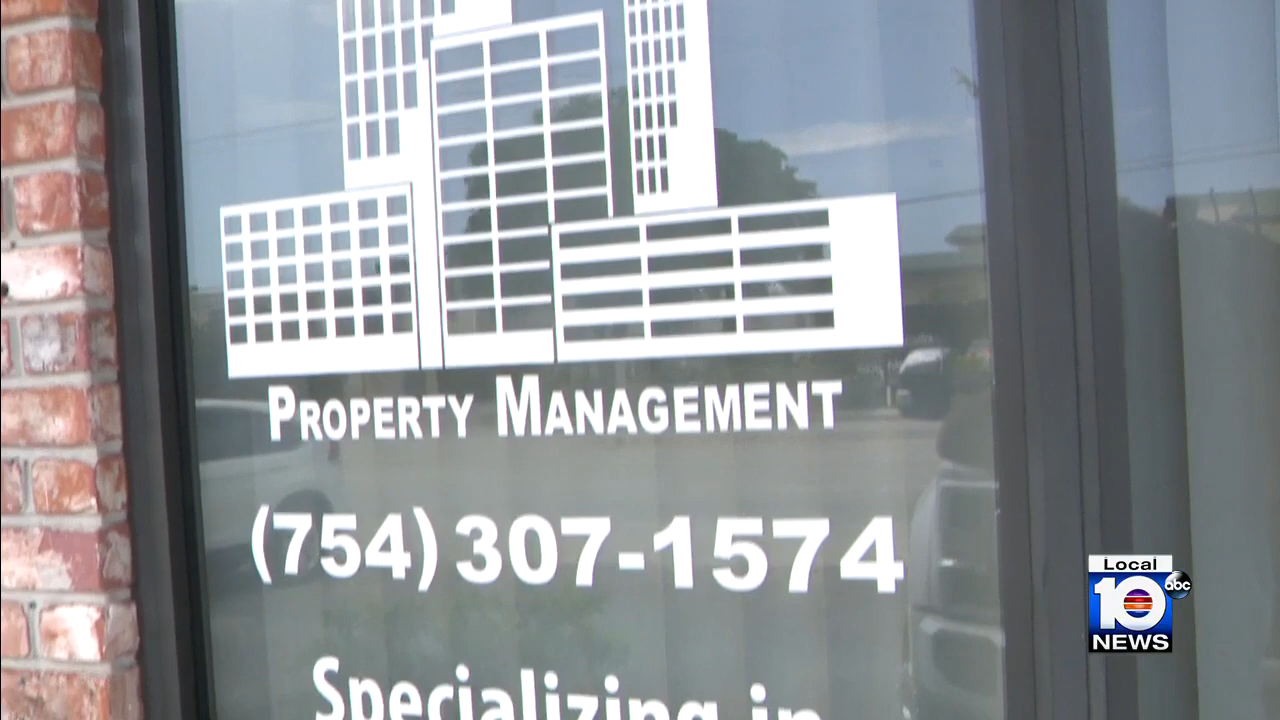 PROPERTY MANAGEMENT
(754) 307-1574
Specializing in
Local
10
abc
NEWS